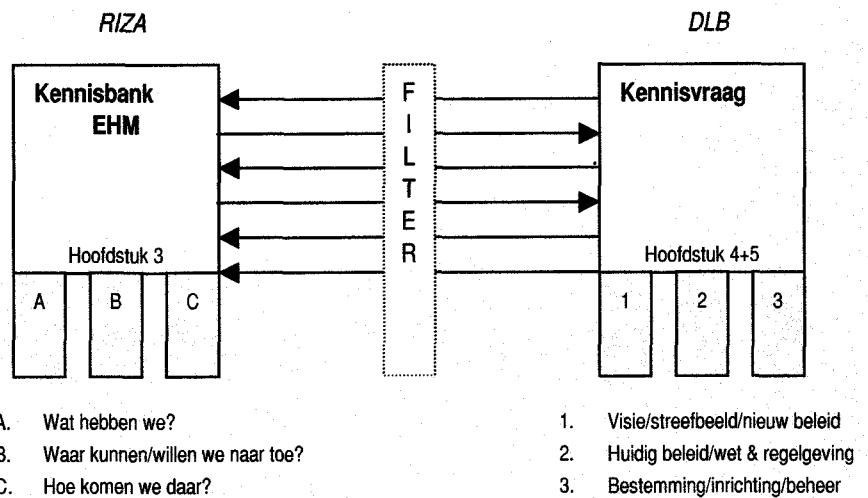 RIZA
DLB
Kennisbank
EHM
FILTER
Kennisvraag
Hoofdstuk 3
Hoofdstuk 4+5
A
B
C
1
2
3
A. Wat hebben we?
B. Waar kunnen/willen we naar toe?
C. Hoe komen we daar?
1. Visie/streefbeeld/nieuw beleid
2. Huidig beleid/wet & regelgeving
3. Bestemming/inrichting/beheer